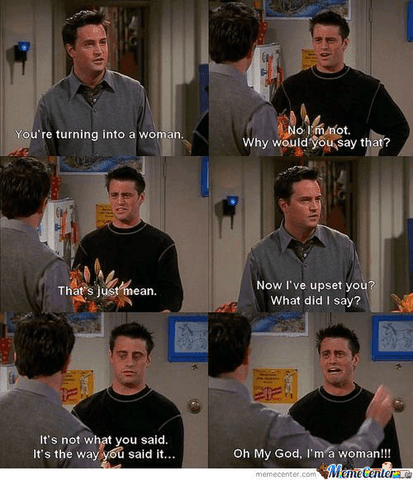 You're turning into a woman.
No I'm not.
Why would you say that?
That's just mean.
Now I've upset you?
What did I say?
It's not what you said.
It's the way you said it...
Oh My God, I'm a woman!!!
memecenter.com MemeCenter